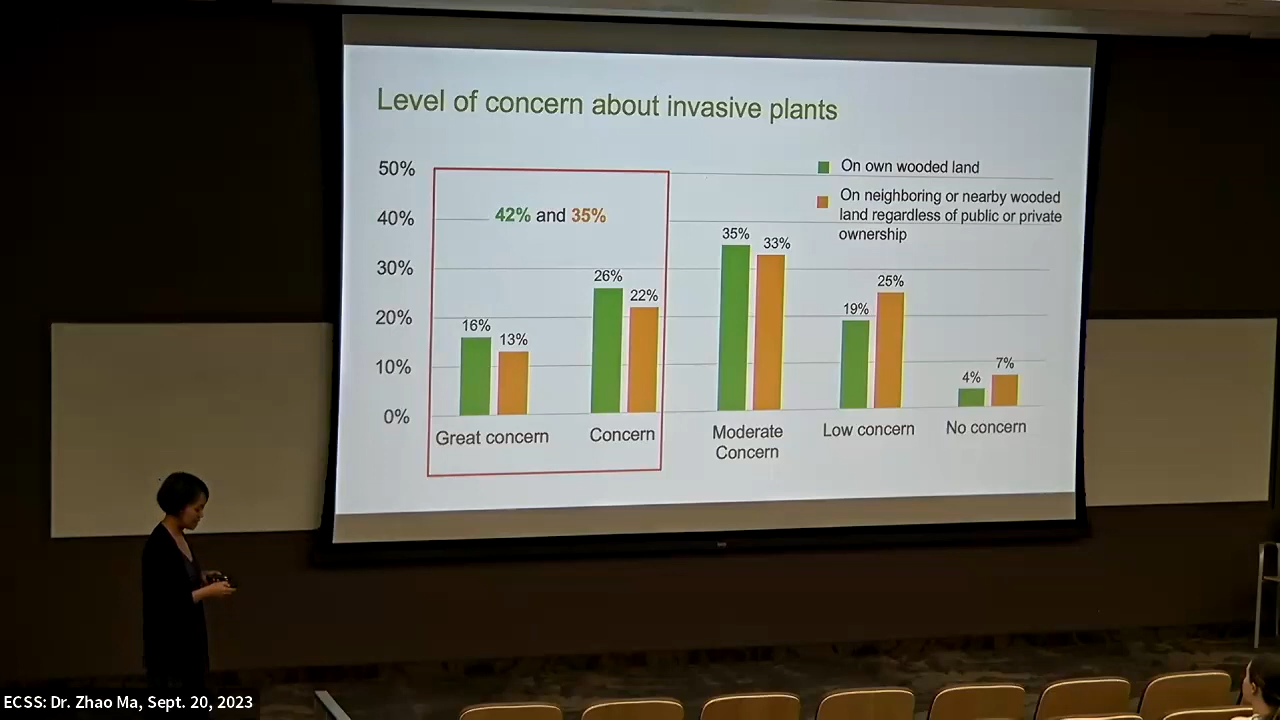 Level of concern about invasive plants
50%
40%
30%
20%
10%
0%
42% and 35%
On own wooded land
On neighboring or nearby wooded
land regardless of public or private
ownership
16%
13%
26%
22%
35%
33%
19%
25%
4%
7%
Great concern
Concern
Moderate
Concern
Low concern
No concern
ECSS: Dr. Zhao Ma, Sept. 20, 2023